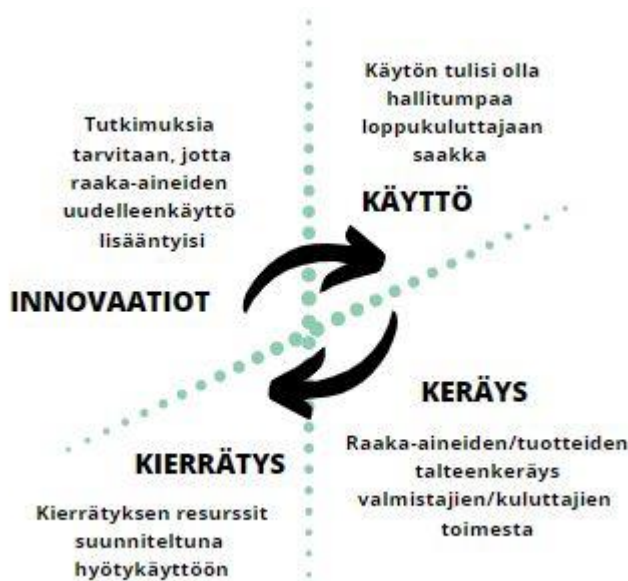 Käytön tulisi olla
hallitumpaa
loppukuluttajaan
saakka
KÄYTTÖ
Tutkimuksia
tarvitaan, jotta
raaka-aineiden
uudelleenkäyttö
lisääntyisi
INNOVAATIOT
KERÄYS
Raaka-aineiden/tuotteiden
talteenkeräys
valmistajien/kuluttajien
toimesta
KIERRÄTYS
Kierrätyksen resurssit
suunniteltuna
hyötykäyttöön